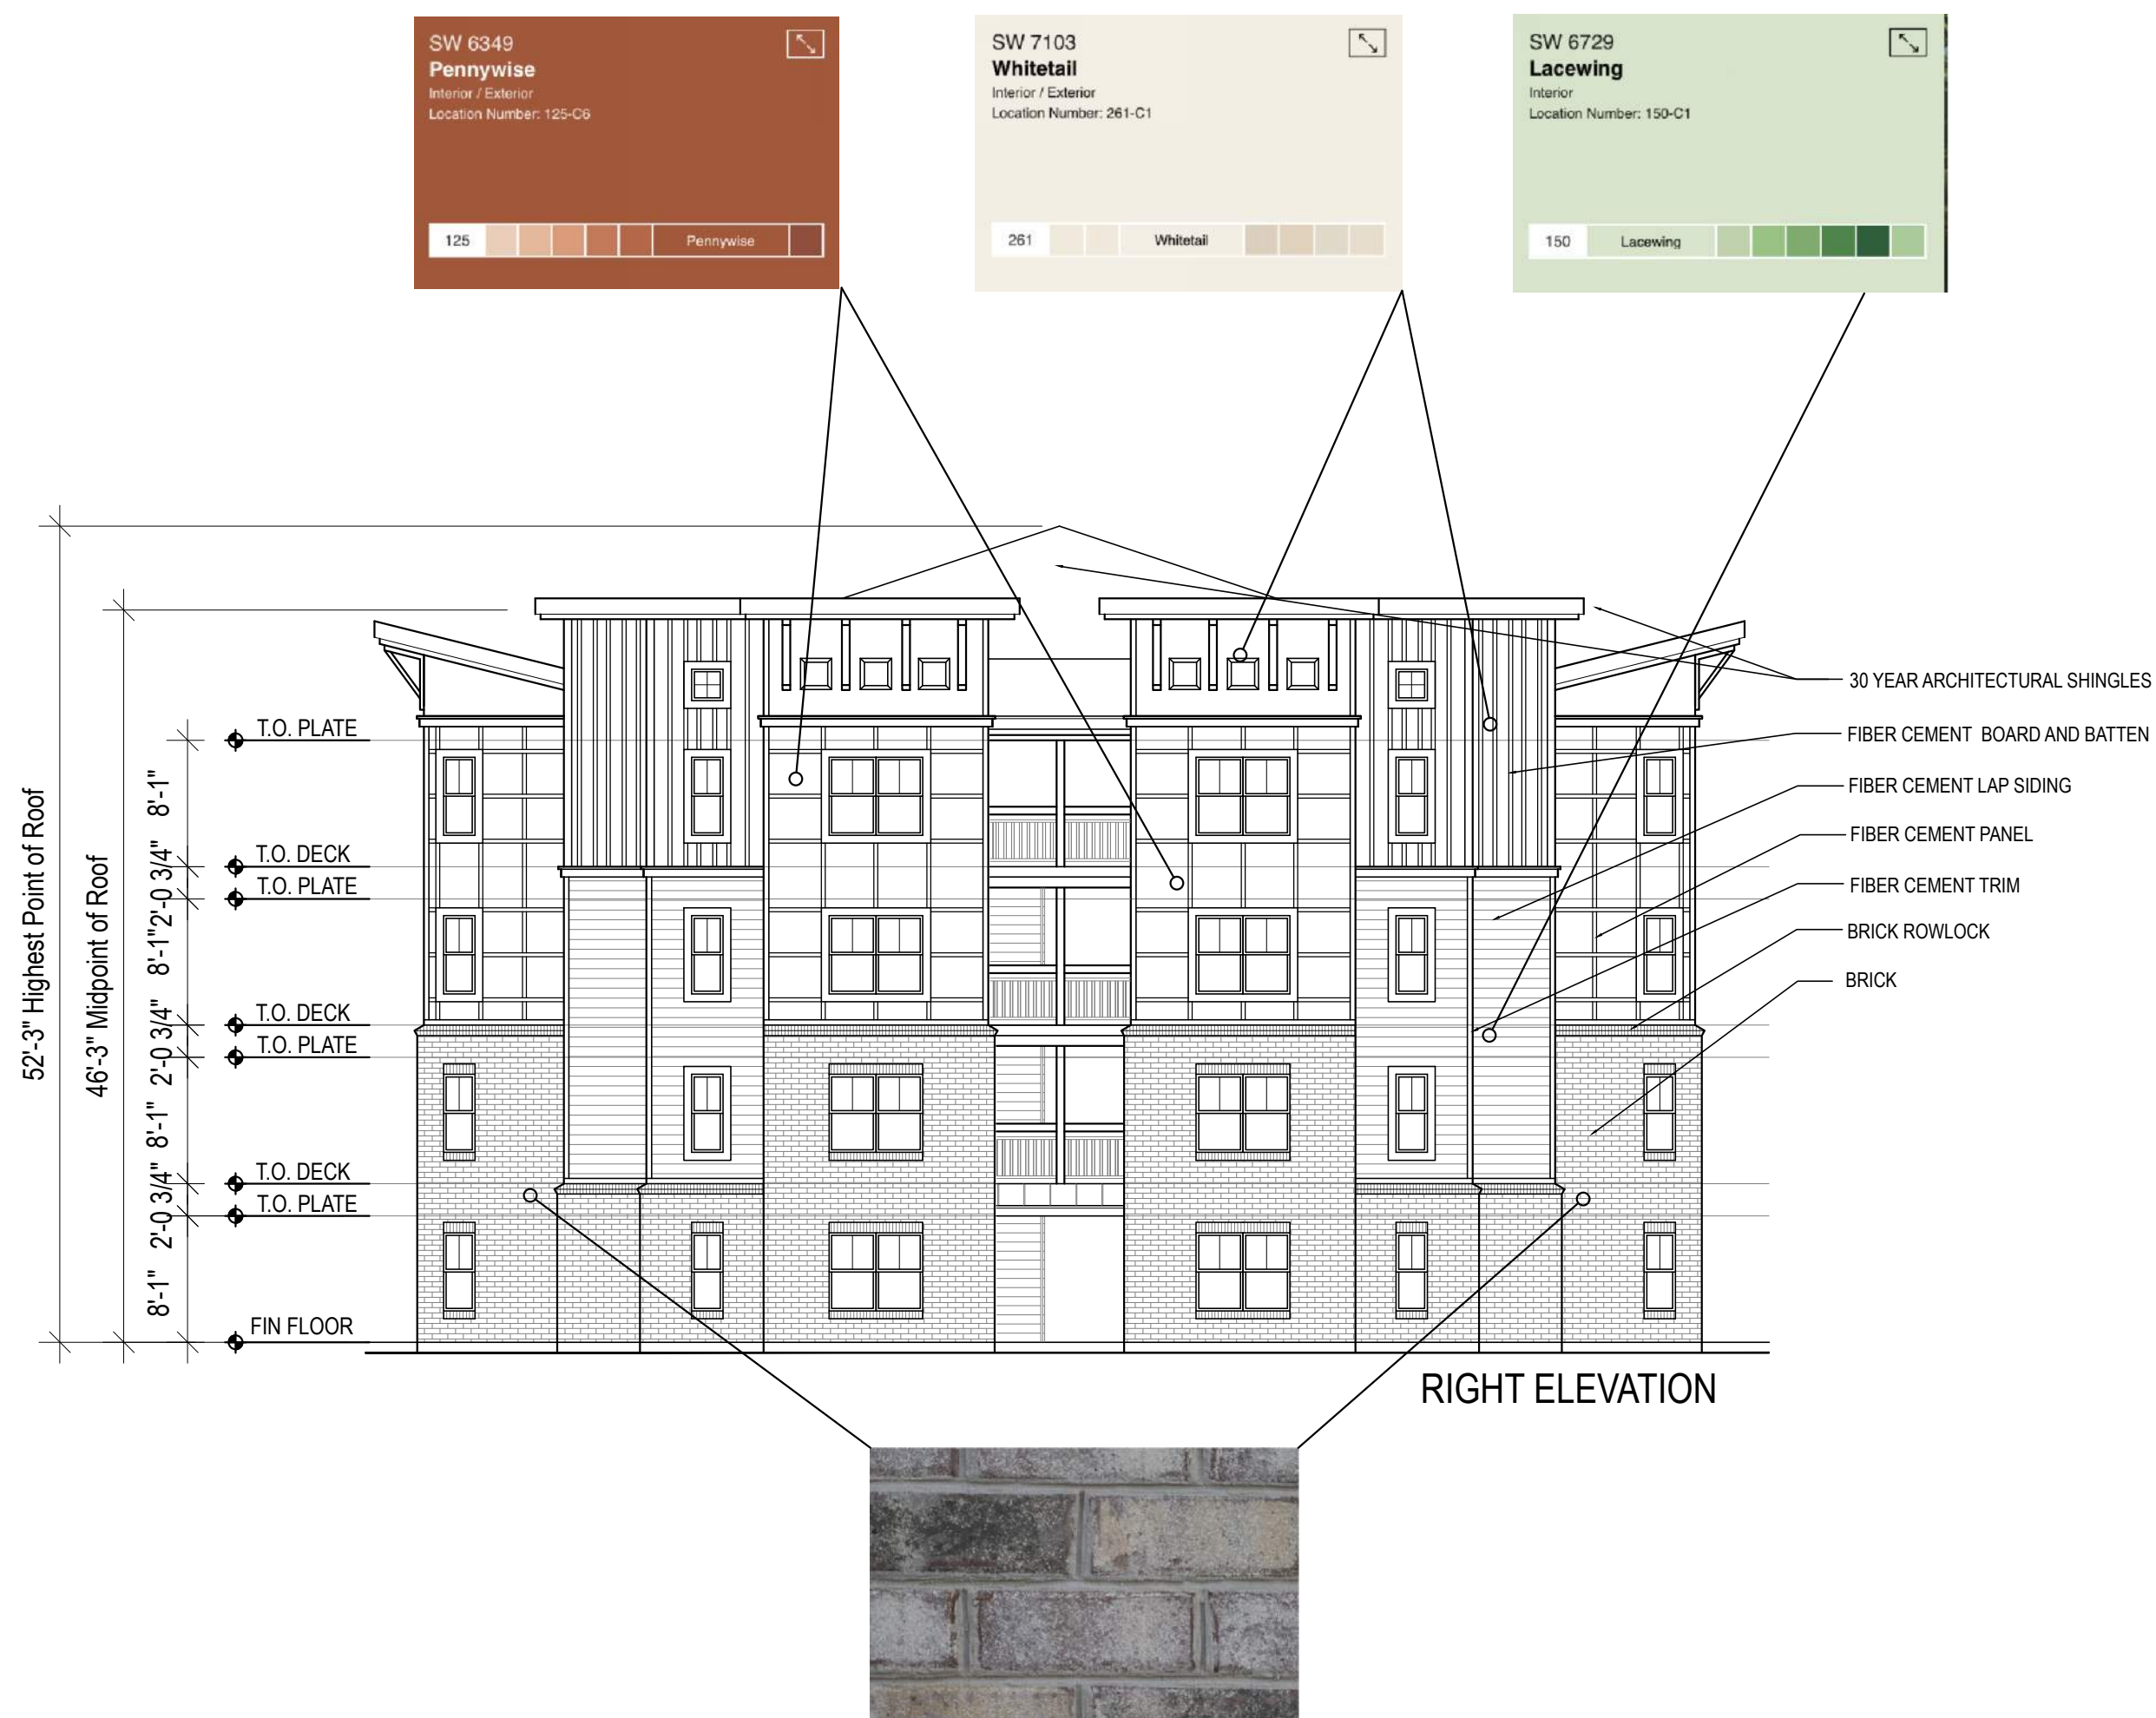 SW 6349
Pennywise
Interior / Exterior
Location Number: 125-C6
125
Pennywise
SW 7103
Whitetail
Interior / Exterior
Location Number: 261-C1
261
Whitetail
SW 6729
Lacewing
Interior
Location Number: 150-C1
150
Lacewing
52'-3" Highest Point of Roof
46'-3" Midpoint of Roof
8'-1"
2'-0 3/4"
8'-1"
2'-0 3/4"
8'-1"
2'-0 3/4"
8'-1"
T.O. PLATE
T.O. DECK
T.O. PLATE
T.O. DECK
T.O. PLATE
T.O. DECK
T.O. PLATE
FIN FLOOR
30 YEAR ARCHITECTURAL SHINGLES
FIBER CEMENT BOARD AND BATTEN
FIBER CEMENT LAP SIDING
FIBER CEMENT PANEL
FIBER CEMENT TRIM
BRICK ROWLOCK
BRICK
RIGHT ELEVATION